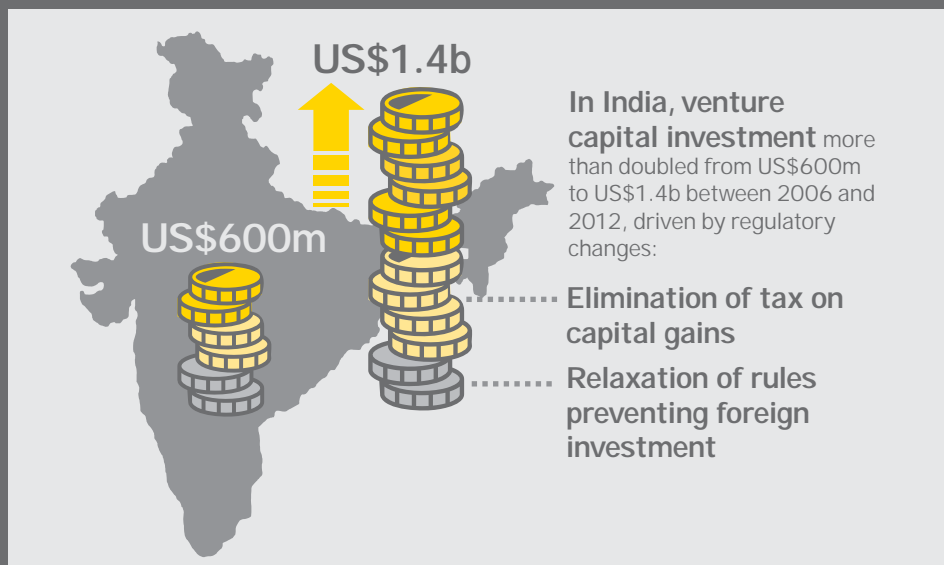 US$1.4b
US$600m
In India, venture
capital investment more
than doubled from US$600m
to US$1.4b between 2006 and
2012, driven by regulatory
changes:
Elimination of tax on
capital gains
Relaxation of rules
preventing foreign
investment